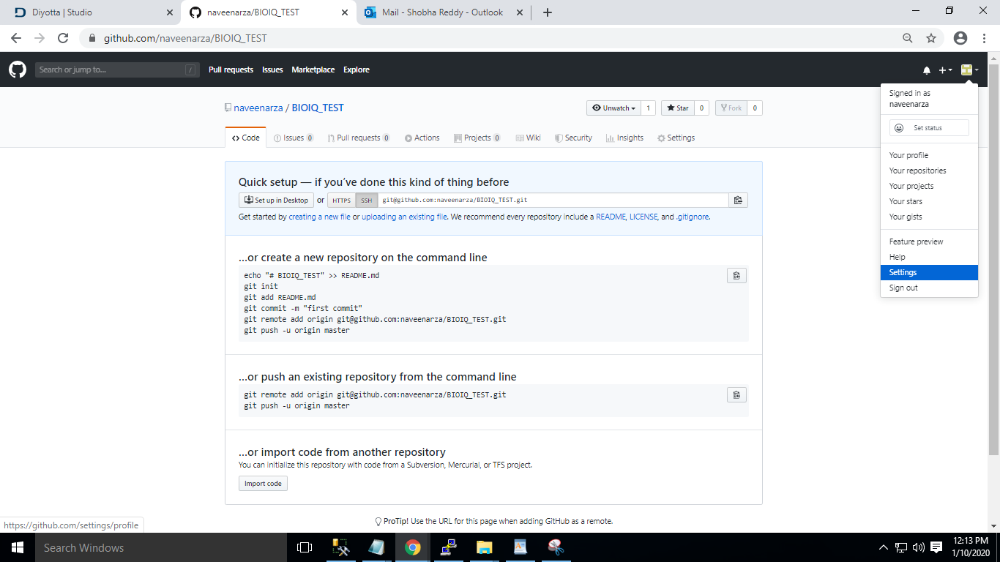 Diyotta | Studio
naveenarza/BIOIQ_TEST
Mail - Shobha Reddy - Outlook
github.com/naveenarza/BIOIQ_TEST
Search or jump to...
/
Pull requests
Issues
Marketplace
Explore
Signed in as
naveenarza
Set status
Your profile
Your repositories
Your projects
Your stars
Your gists
Feature preview
Help
Settings
Sign out
naveenarza / BIOIQ_TEST
Unwatch 1
Star 0
Fork 0
Code
Issues 0
Pull requests 0
Actions
Projects 0
Wiki
Security
Insights
Settings
Quick setup — if you’ve done this kind of thing before
Set up in Desktop or HTTPS SSH git@github.com:naveenarza/BIOIQ_TEST.git
Get started by creating a new file or uploading an existing file. We recommend every repository include a README, LICENSE, and .gitignore.
…or create a new repository on the command line
echo "# BIOIQ_TEST" >> README.md
git init
git add README.md
git commit -m "first commit"
git remote add origin git@github.com:naveenarza/BIOIQ_TEST.git
git push -u origin master
…or push an existing repository from the command line
git remote add origin git@github.com:naveenarza/BIOIQ_TEST.git
git push -u origin master
…or import code from another repository
You can initialize this repository with code from a Subversion, Mercurial, or TFS project.
Import code
ProTip! Use the URL for this page when adding GitHub as a remote.
https://github.com/settings/profile
Search Windows
12:13 PM
1/10/2020